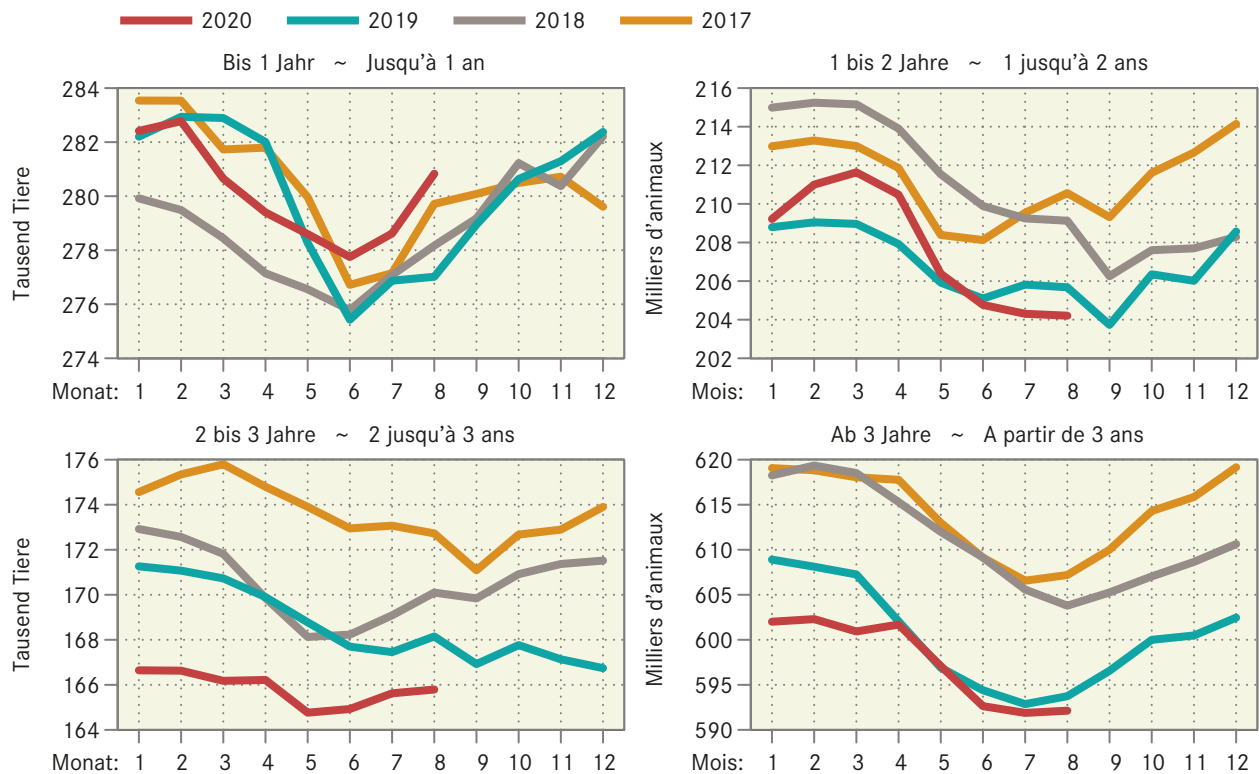 2020 2019 2018 2017
Bis 1 Jahr ~ Jusqu'à 1 an
Tausend Tiere
284
282
280
278
276
274
Monat: 1 2 3 4 5 6 7 8 9 10 11 12
1 bis 2 Jahre ~ 1 jusqu'à 2 ans
Milliers d'animaux
216
214
212
210
208
206
204
202
Mois: 1 2 3 4 5 6 7 8 9 10 11 12
2 bis 3 Jahre ~ 2 jusqu'à 3 ans
Tausend Tiere
176
174
172
170
168
166
164
Monat: 1 2 3 4 5 6 7 8 9 10 11 12
Ab 3 Jahre ~ A partir de 3 ans
Milliers d'animaux
620
615
610
605
600
595
590
Mois: 1 2 3 4 5 6 7 8 9 10 11 12